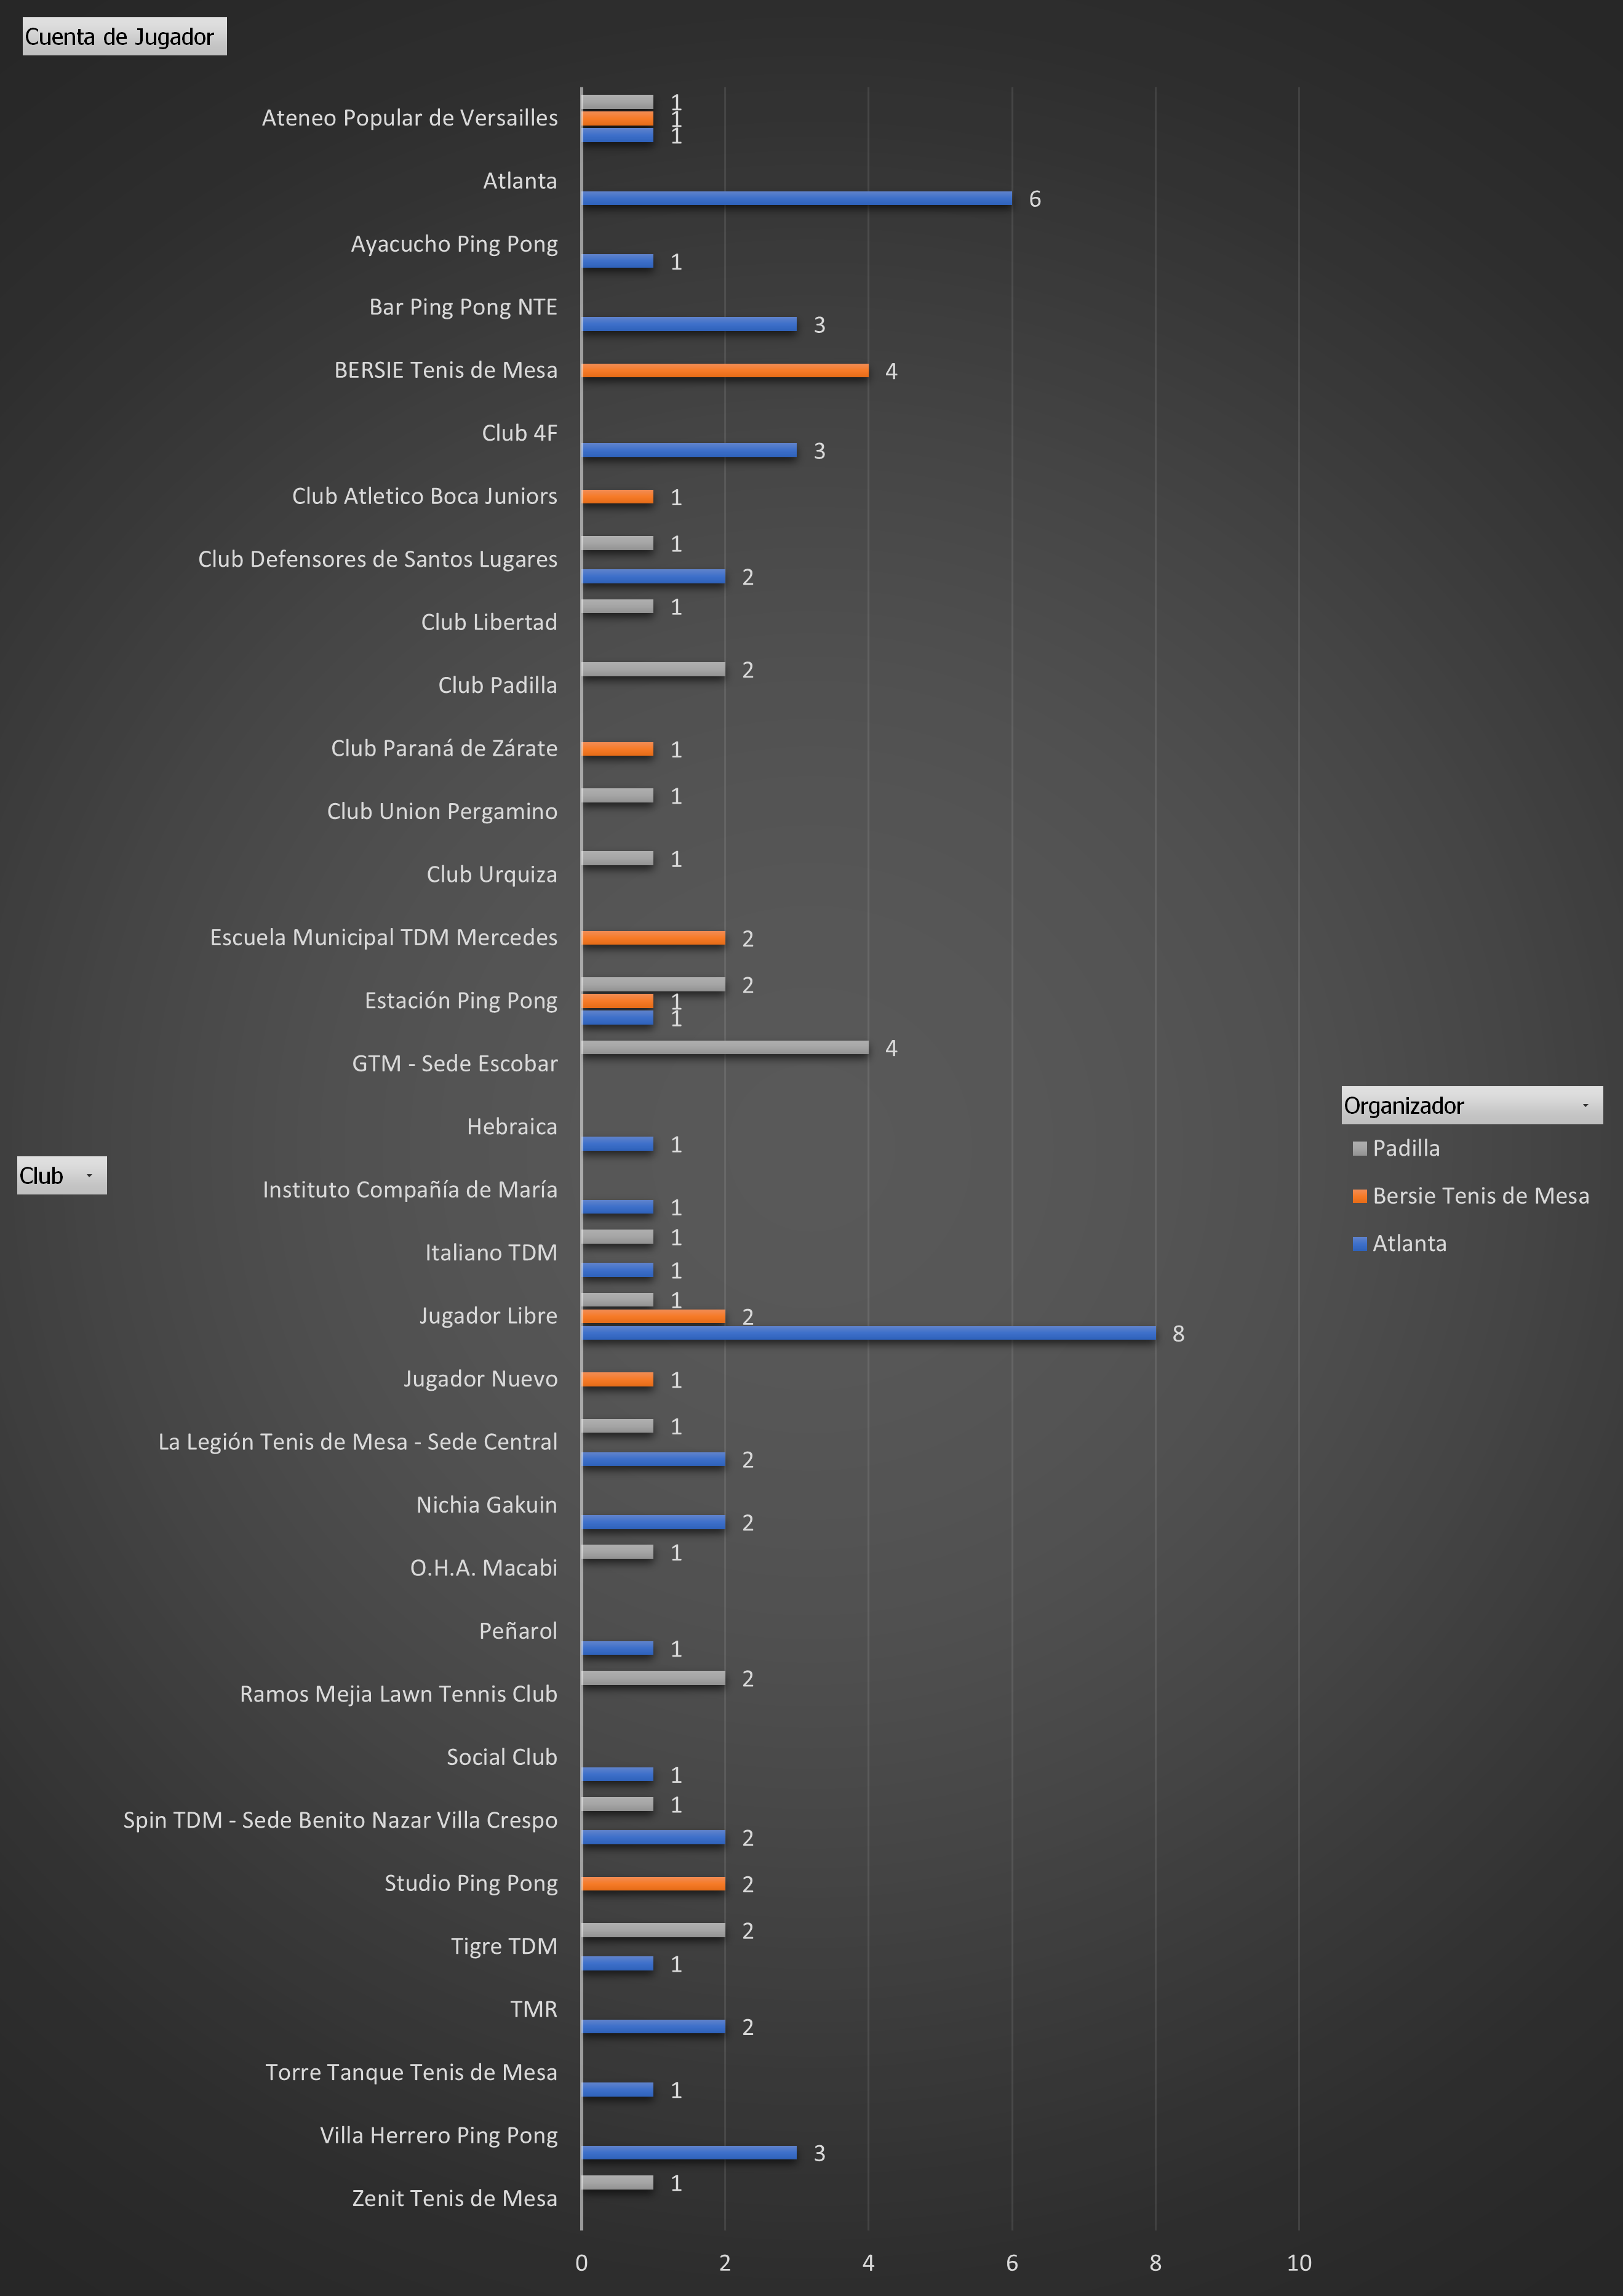 Cuenta de Jugador
Ateneo Popular de Versailles
1
1
1
Atlanta
6
Ayacucho Ping Pong
1
Bar Ping Pong NTE
3
BERSIE Tenis de Mesa
4
Club 4F
3
Club Atletico Boca Juniors
1
Club Defensores de Santos Lugares
1
2
Club Libertad
1
Club Padilla
2
Club Paraná de Zárate
1
Club Union Pergamino
1
Club Urquiza
1
Escuela Municipal TDM Mercedes
2
Estación Ping Pong
2
1
1
GTM - Sede Escobar
4
Hebraica
1
Instituto Compañía de María
1
Italiano TDM
1
1
Jugador Libre
1
2
8
Jugador Nuevo
1
La Legión Tenis de Mesa - Sede Central
1
2
Nichia Gakuin
2
O.H.A. Macabi
1
Peñarol
1
Ramos Mejia Lawn Tennis Club
2
Social Club
1
Spin TDM - Sede Benito Nazar Villa Crespo
1
2
Studio Ping Pong
2
Tigre TDM
2
1
TMR
2
Torre Tanque Tenis de Mesa
1
Villa Herrero Ping Pong
3
Zenit Tenis de Mesa
1
0 2 4 6 8 10
Club
Organizador
Padilla
Bersie Tenis de Mesa
Atlanta